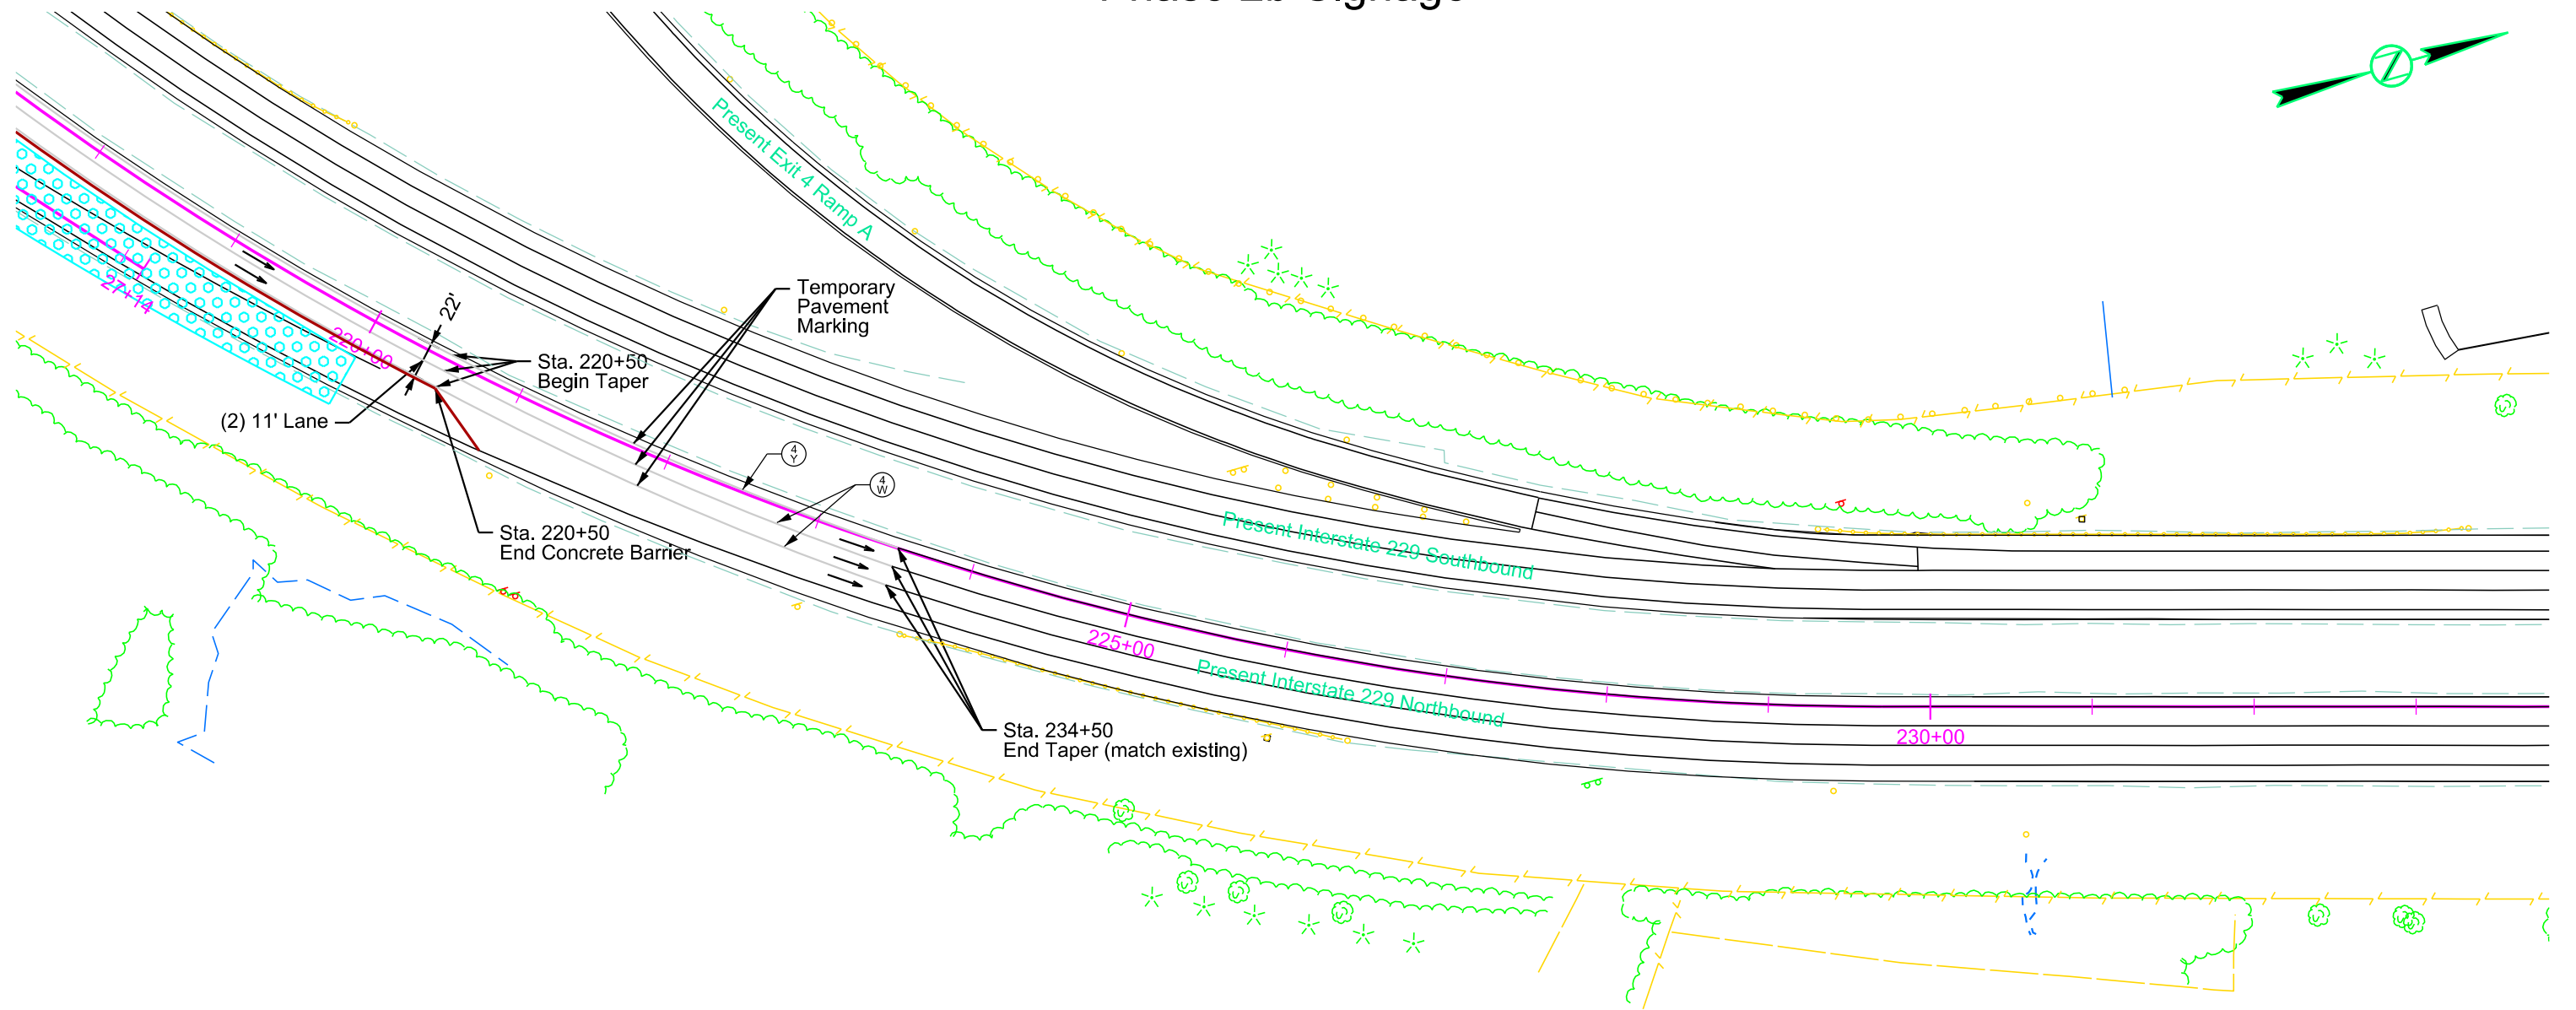 Present Exit 4 Ramp A
27+14
220+00
22'
Temporary
Pavement
Marking
Sta. 220+50
Begin Taper
(2) 11' Lane
4
Y
4
W
Sta. 220+50
End Concrete Barrier
Present Interstate 229 Southbound
225+00
Present Interstate 229 Northbound
Sta. 234+50
End Taper (match existing)
230+00